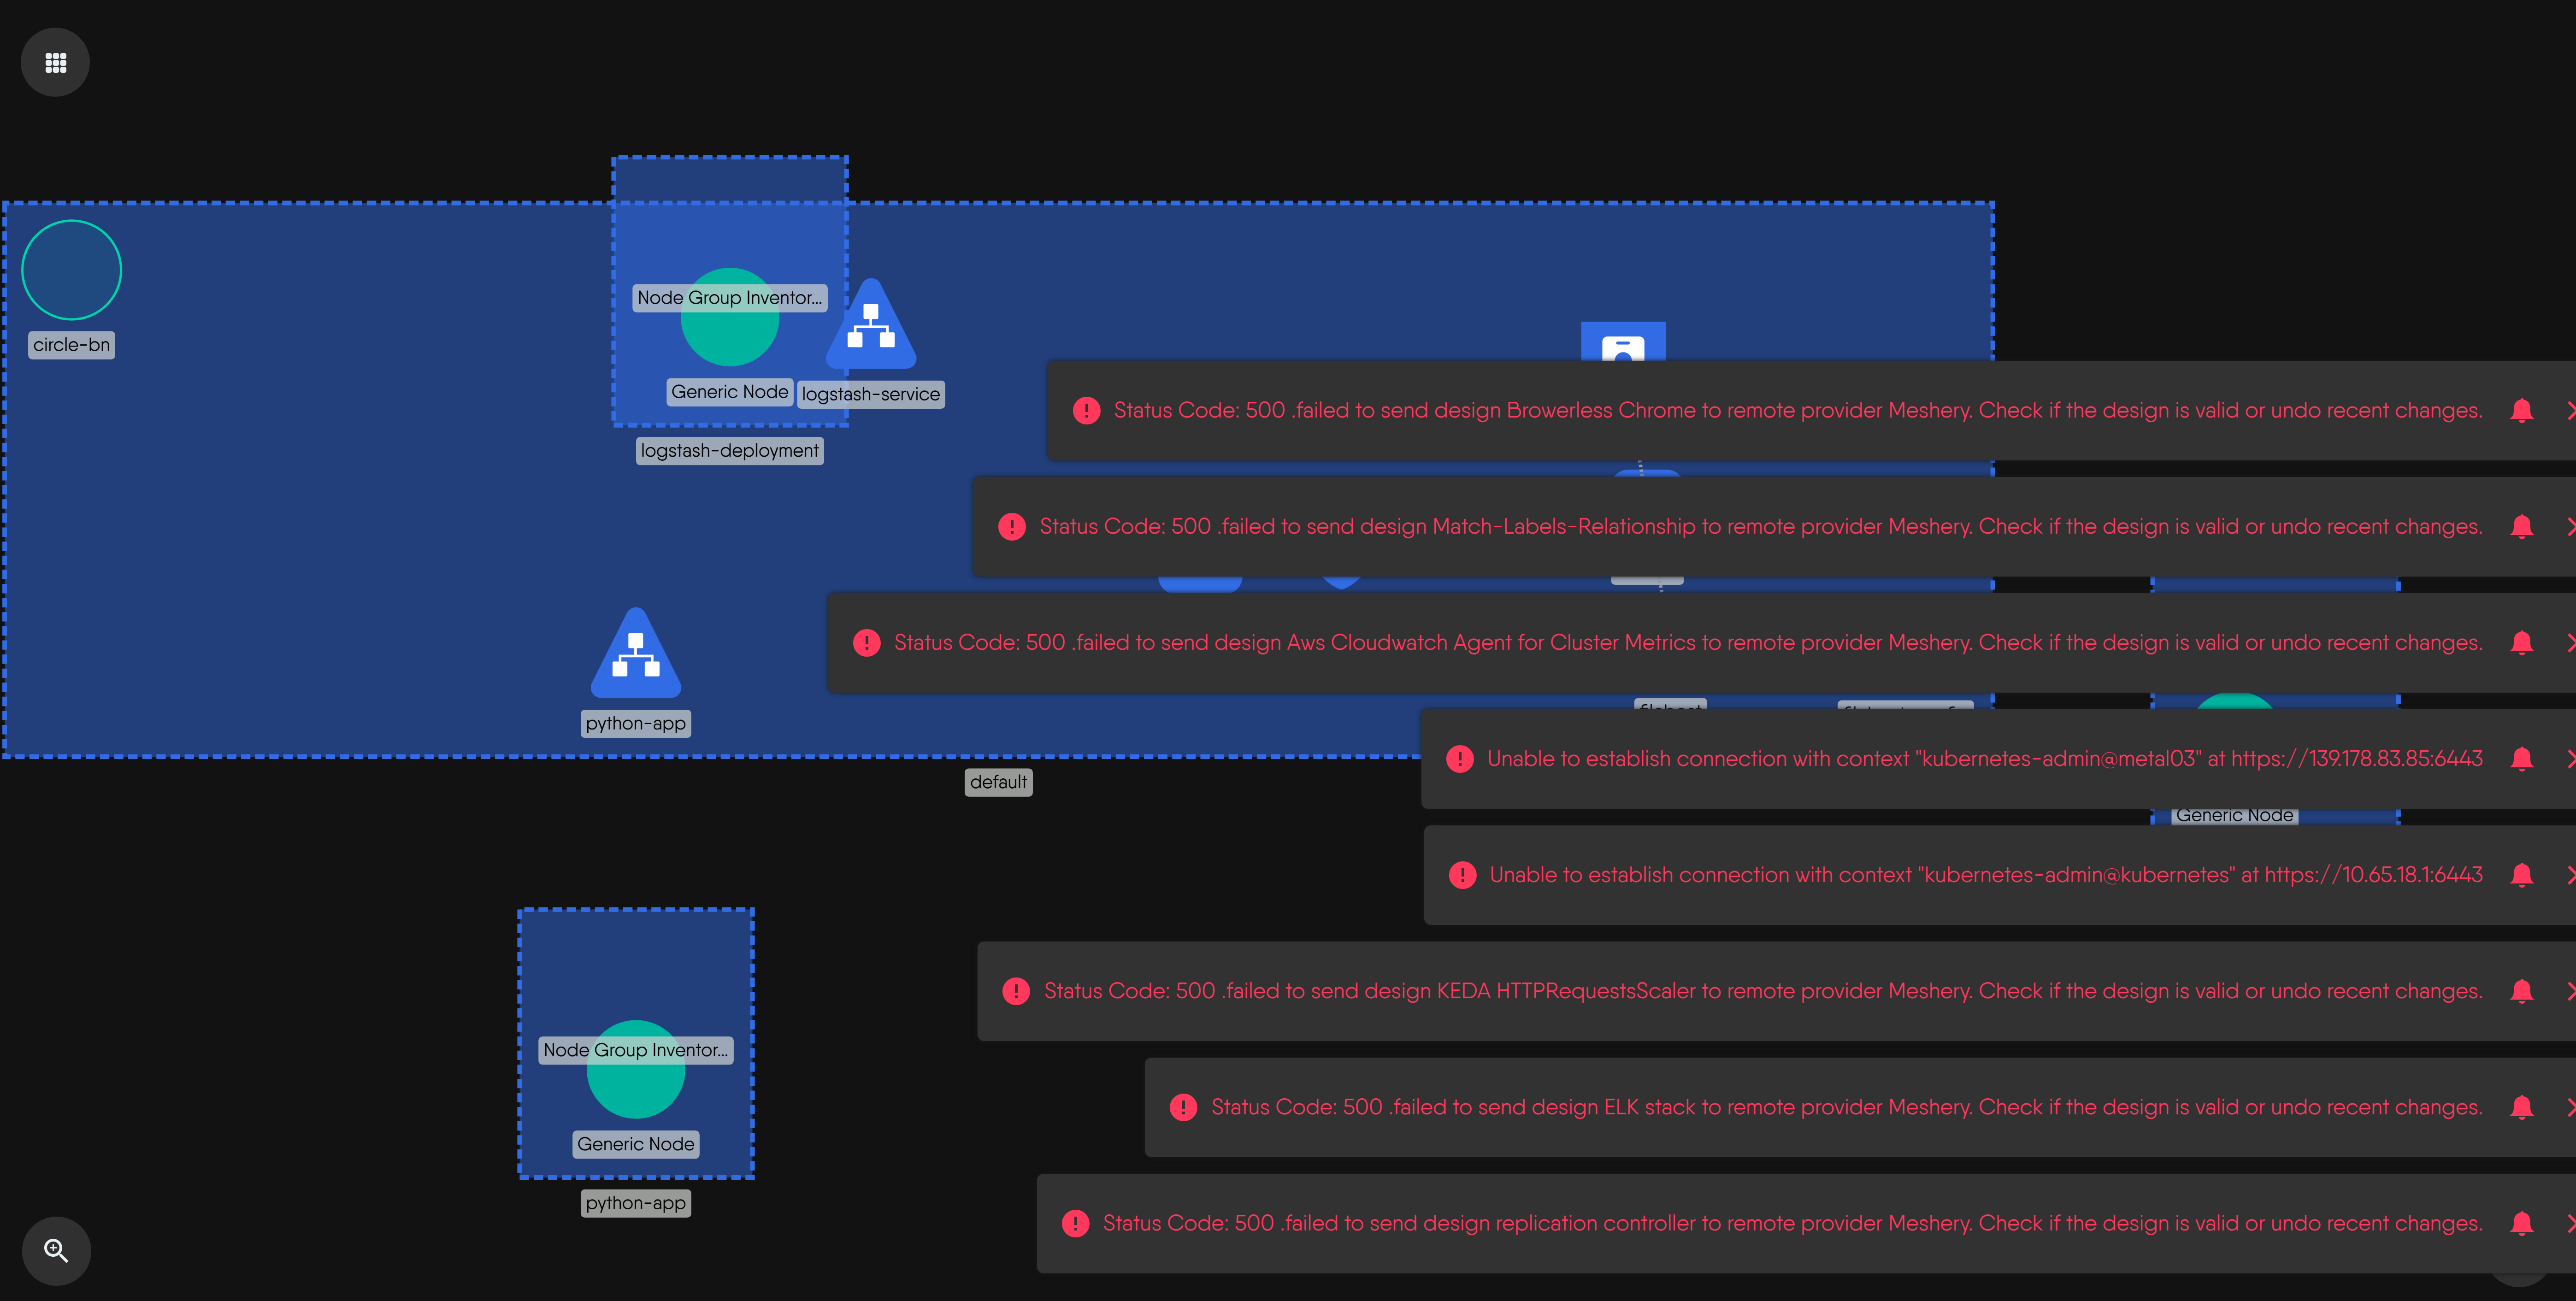 circle-bn
Node Group Inventor...
Generic Node
logstash-service
logstash-deployment
Status Code: 500 .failed to send design Browerless Chrome to remote provider Meshery. Check if the design is valid or undo recent changes.
Status Code: 500 .failed to send design Match-Labels-Relationship to remote provider Meshery. Check if the design is valid or undo recent changes.
Status Code: 500 .failed to send design Aws Cloudwatch Agent for Cluster Metrics to remote provider Meshery. Check if the design is valid or undo recent changes.
python-app
Unable to establish connection with context "kubernetes-admin@metal03" at https://139.178.83.85:6443
default
Generic Node
Unable to establish connection with context "kubernetes-admin@kubernetes" at https://10.65.18.1:6443
Status Code: 500 .failed to send design KEDA HTTPRequestsScaler to remote provider Meshery. Check if the design is valid or undo recent changes.
Node Group Inventor...
Status Code: 500 .failed to send design ELK stack to remote provider Meshery. Check if the design is valid or undo recent changes.
Generic Node
python-app
Status Code: 500 .failed to send design replication controller to remote provider Meshery. Check if the design is valid or undo recent changes.